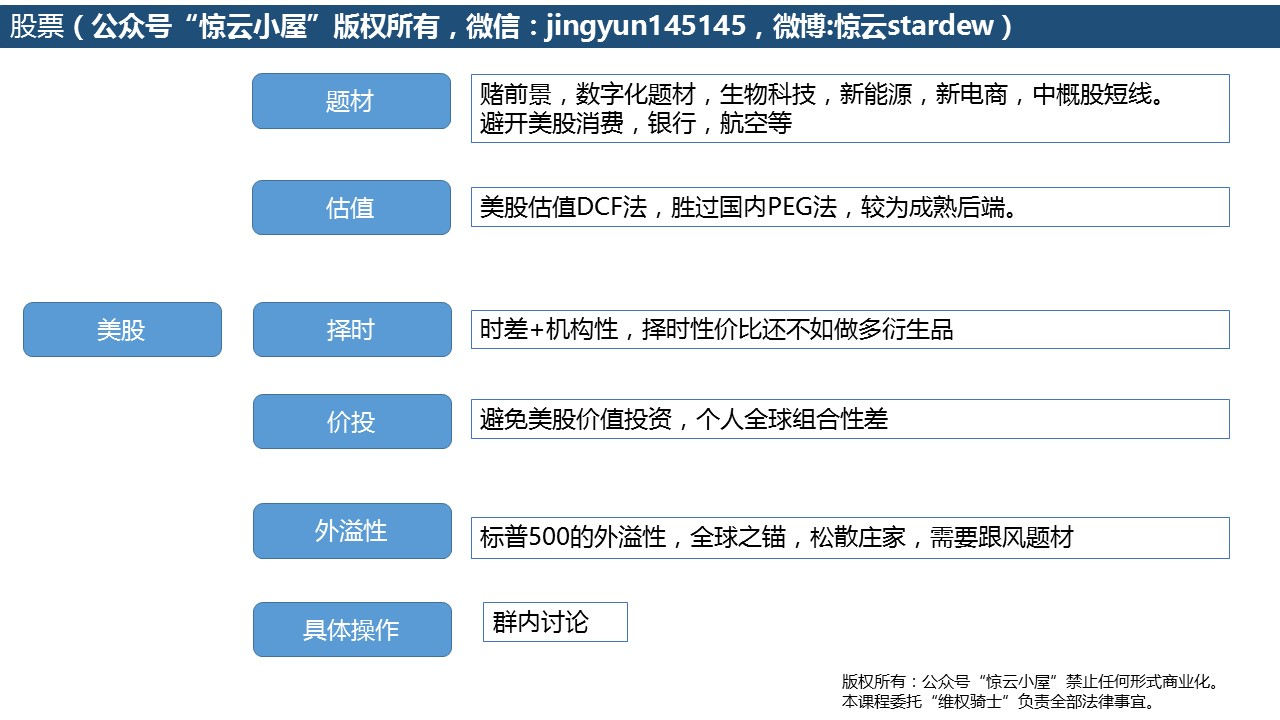 股票（公众号“惊云小屋”版权所有，微信：jingyun145145，微博:惊云stardew）
题材
赌前景，数字化题材，生物科技，新能源，新电商，中概股短线。
避开美股消费，银行，航空等
估值
美股估值DCF法，胜过国内PEG法，较为成熟后端。
美股
择时
时差+机构性，择时性价比还不如做多衍生品
价投
避免美股价值投资，个人全球组合性差
外溢性
标普500的外溢性，全球之锚，松散庄家，需要跟风题材
具体操作
群内讨论
版权所有：公众号“惊云小屋”禁止任何形式商业化。
本课程委托“维权骑士”负责全部法律事宜。